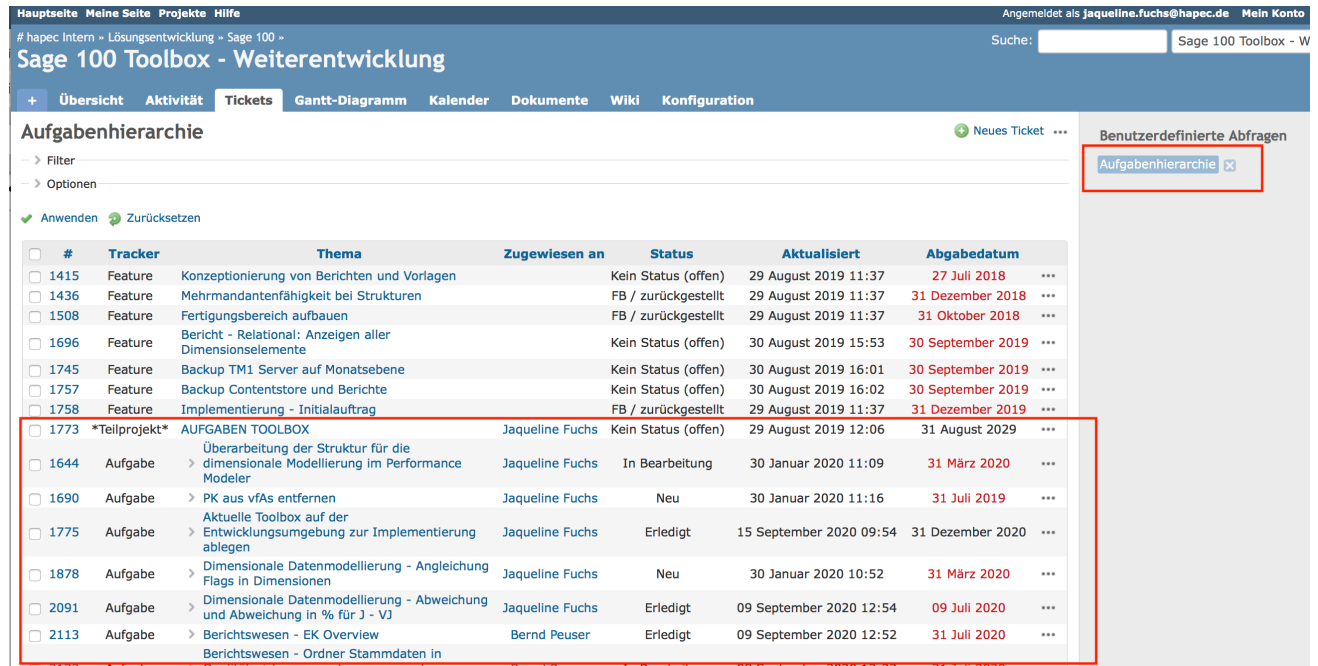 Hauptseite Meine Seite Projekte Hilfe
Angemeldet als jaqueline.fuchs@hapec.de Mein Konto
# hapec Intern » Lösungsentwicklung » Sage 100 »
Suche:
Sage 100 Toolbox - W
Sage 100 Toolbox - Weiterentwicklung
+ Übersicht Aktivität Tickets Gantt-Diagramm Kalender Dokumente Wiki Konfiguration
Aufgabenhierarchie
Neues Ticket
Benutzerdefinierte Abfragen
Aufgabenhierarchie
Filter
Optionen
Anwenden Zurücksetzen
# Tracker Thema Zugewiesen an Status Aktualisiert Abgabedatum
1415 Feature Konzeptionierung von Berichten und Vorlagen Kein Status (offen) 29 August 2019 11:37 27 Juli 2018
1436 Feature Mehrmandantenfähigkeit bei Strukturen FB / zurückgestellt 29 August 2019 11:37 31 Dezember 2018
1508 Feature Fertigungsbereich aufbauen FB / zurückgestellt 29 August 2019 11:37 31 Oktober 2018
Bericht - Relational: Anzeigen aller
1696 Feature Dimensionselemente Kein Status (offen) 30 August 2019 15:53 30 September 2019
1745 Feature Backup TM1 Server auf Monatsebene Kein Status (offen) 30 August 2019 16:01 30 September 2019
1757 Feature Backup Contentstore und Berichte Kein Status (offen) 30 August 2019 16:02 30 September 2019
1758 Feature Implementierung - Initialauftrag FB / zurückgestellt 29 August 2019 11:37 31 Dezember 2019
1773 *Teilprojekt* AUFGABEN TOOLBOX Jaqueline Fuchs Kein Status (offen) 29 August 2019 12:06 31 August 2029
Überarbeitung der Struktur für die
1644 Aufgabe dimensionale Modellierung im Performance Jaqueline Fuchs In Bearbeitung 30 Januar 2020 11:09 31 März 2020
Modeler
1690 Aufgabe PK aus vfAs entfernen Jaqueline Fuchs Neu 30 Januar 2020 11:16 31 Juli 2019
Aktuelle Toolbox auf der
1775 Aufgabe Entwicklungsumgebung zur Implementierung Jaqueline Fuchs Erledigt 15 September 2020 09:54 31 Dezember 2020
ablegen
Dimensionale Datenmodellierung - Angleichung
1878 Aufgabe Flags in Dimensionen Jaqueline Fuchs Neu 30 Januar 2020 10:52 31 März 2020
Dimensionale Datenmodellierung - Abweichung
2091 Aufgabe und Abweichung in % für J - VJ Jaqueline Fuchs Erledigt 09 September 2020 12:54 09 Juli 2020
2113 Aufgabe Berichtswesen - EK Overview Bernd Peuser Erledigt 09 September 2020 12:52 31 Juli 2020
Berichtswesen - Ordner Stammdaten in